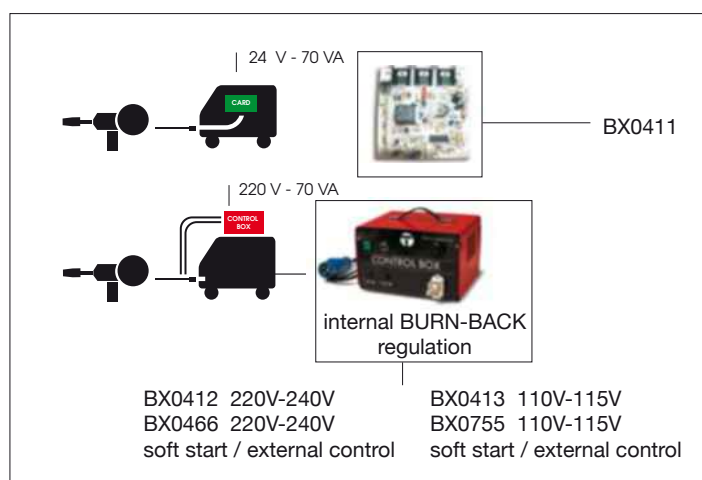 24 V - 70 VA
CARD
BX0411
220 V - 70 VA
CONTROL
BOX
CONTROL BOX
internal BURN-BACK
regulation
BX0412 220V-240V
BX0466 220V-240V
soft start / external control
BX0413 110V-115V
BX0755 110V-115V
soft start / external control